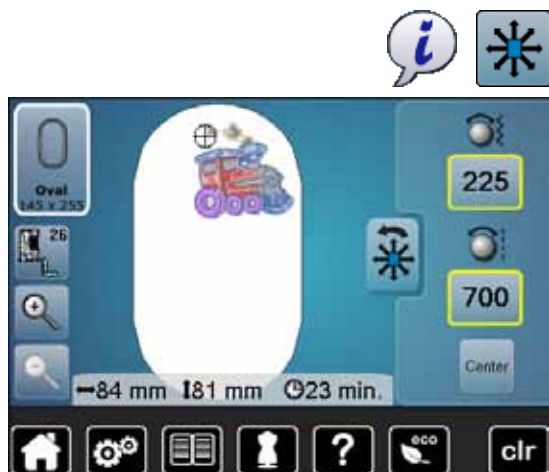 i
Oval
145 x 255
26
225
700
Center
84 mm 81 mm 23 min.
? eco clr